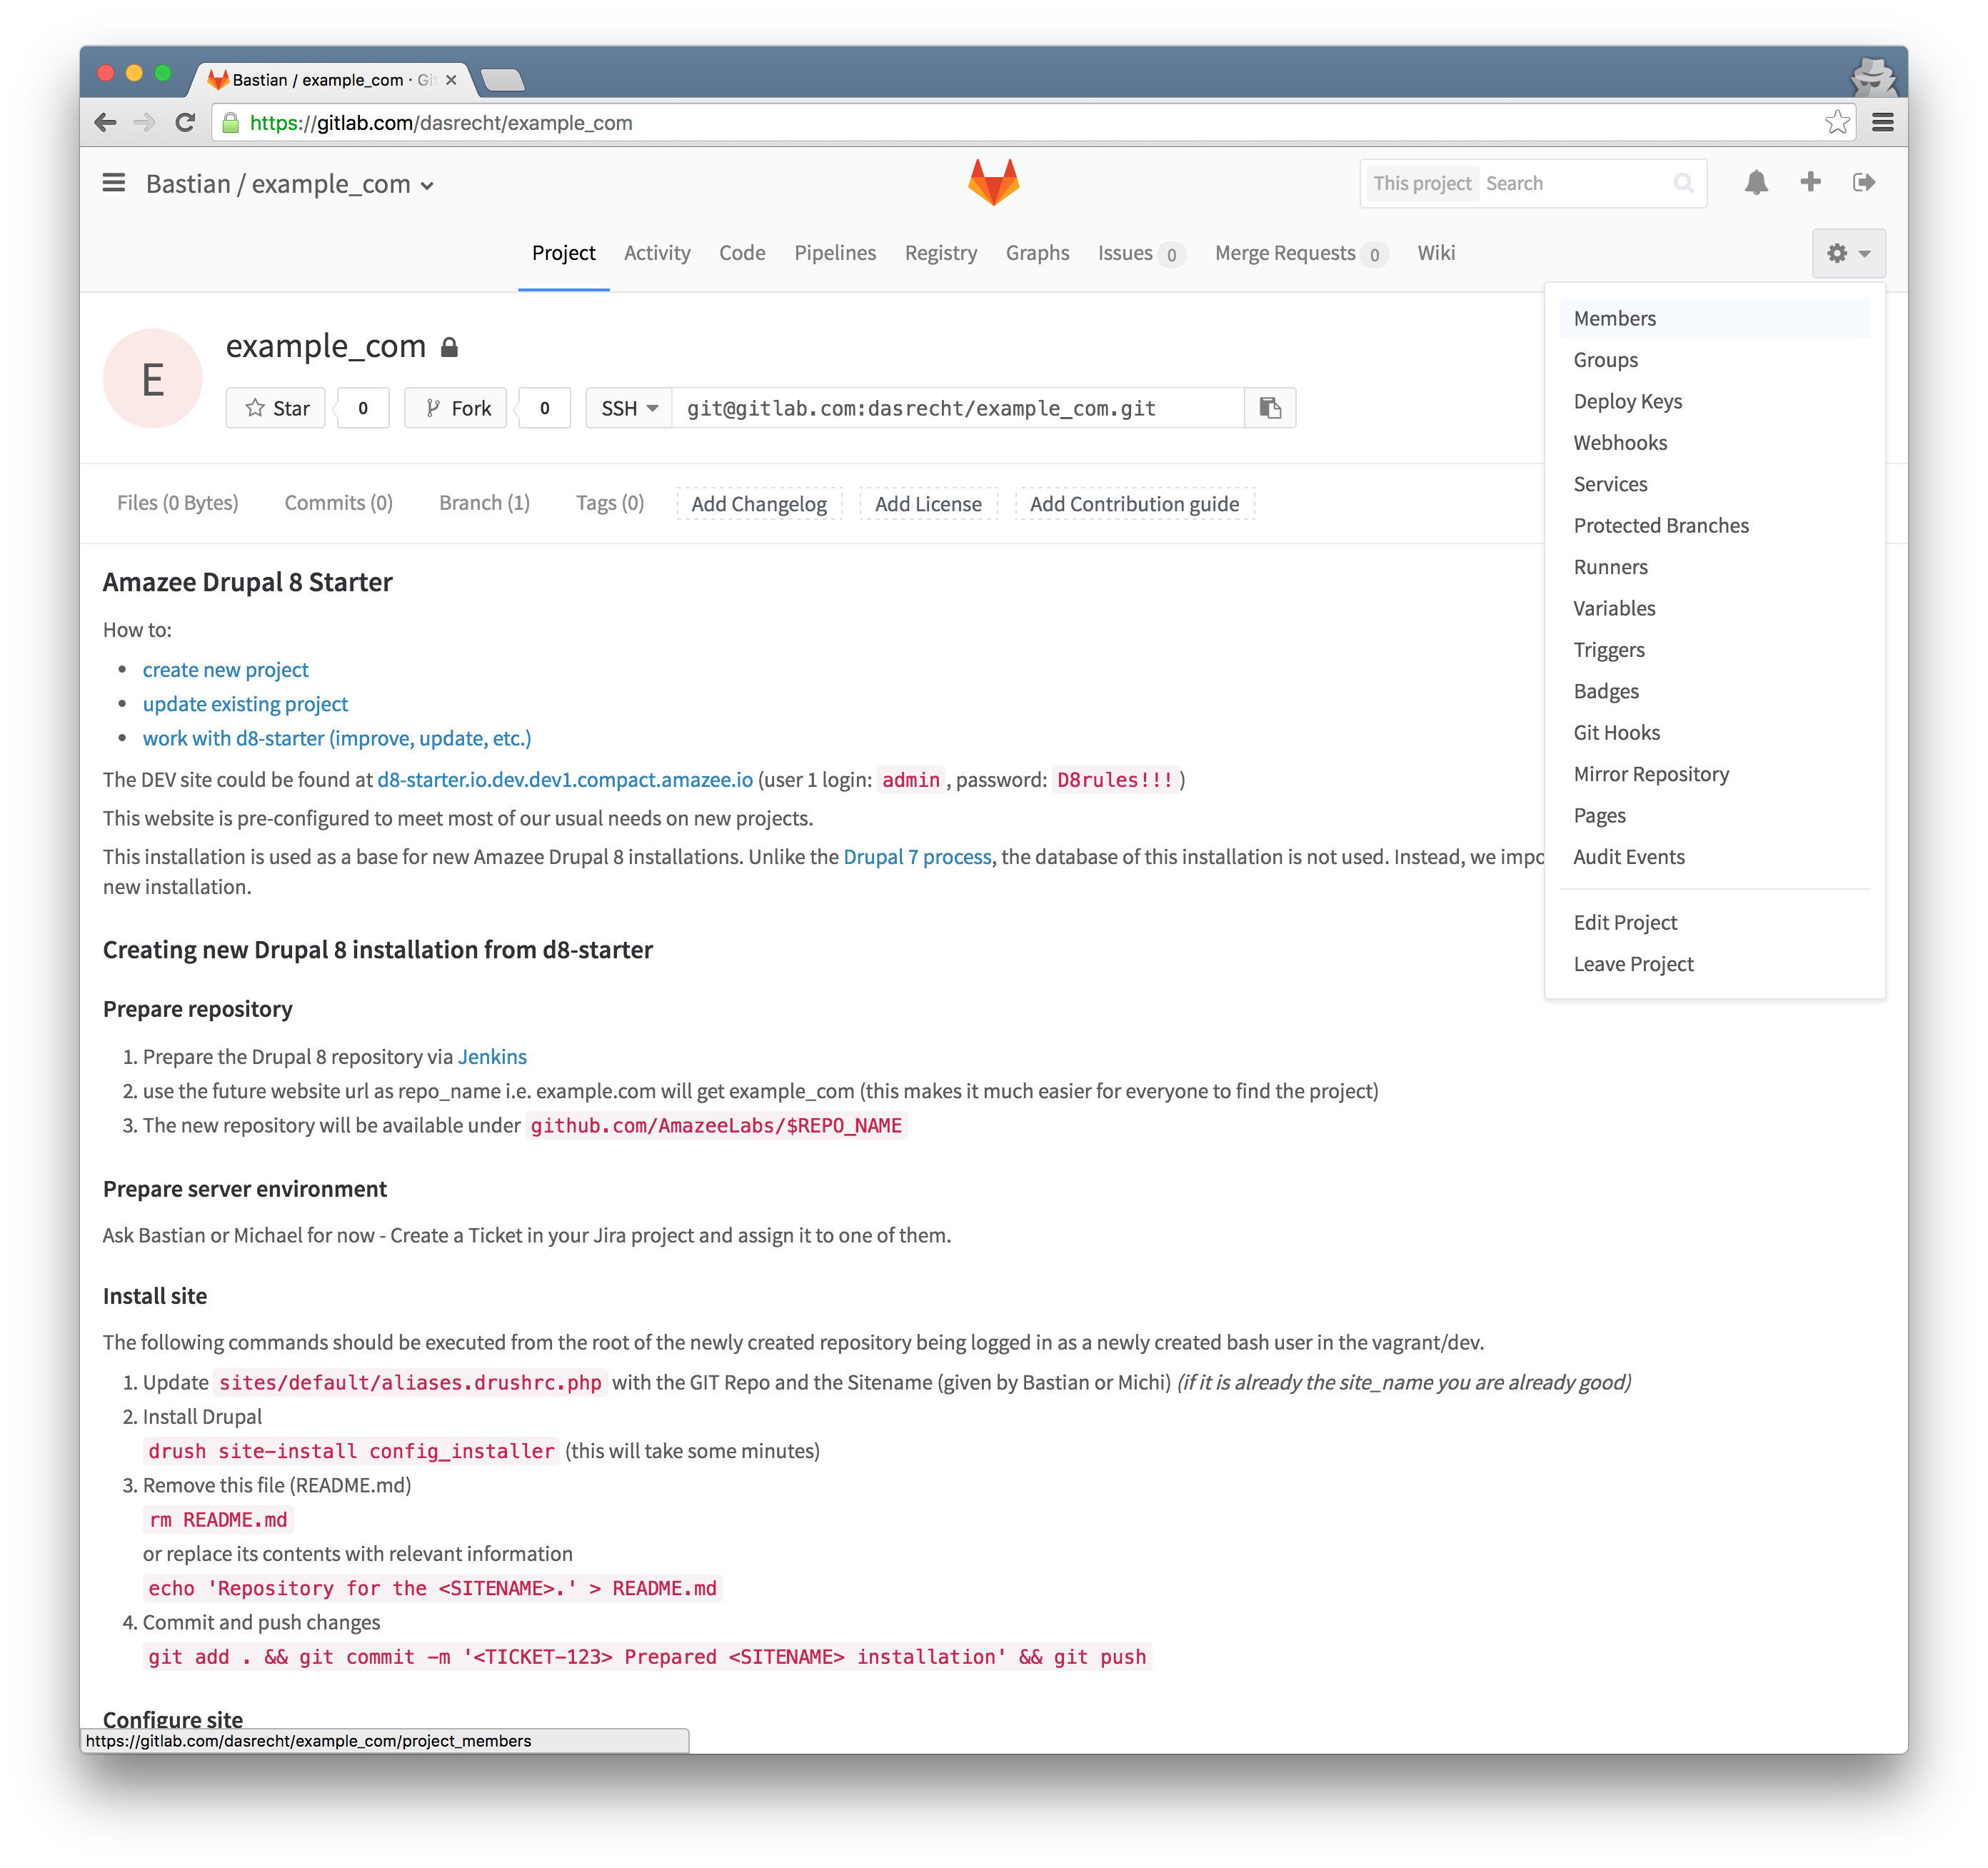 Bastian / example_com · Git
https://gitlab.com/dasrecht/example_com
Bastian / example_com
This project Search
Project Activity Code Pipelines Registry Graphs Issues 0 Merge Requests 0 Wiki
E
example_com
Star 0 Fork 0 SSH git@gitlab.com:dasrecht/example_com.git
Files (0 Bytes) Commits (0) Branch (1) Tags (0) Add Changelog Add License Add Contribution guide
Members
Groups
Deploy Keys
Webhooks
Services
Protected Branches
Runners
Variables
Triggers
Badges
Git Hooks
Mirror Repository
Pages
Audit Events
Edit Project
Leave Project
Amazee Drupal 8 Starter
How to:
• create new project
• update existing project
• work with d8-starter (improve, update, etc.)
The DEV site could be found at d8-starter.io.dev.dev1.compact.amazee.io (user 1 login: admin , password: D8rules!!! )
This website is pre-configured to meet most of our usual needs on new projects.
This installation is used as a base for new Amazee Drupal 8 installations. Unlike the Drupal 7 process, the database of this installation is not used. Instead, we impo
new installation.
Creating new Drupal 8 installation from d8-starter
Prepare repository
1. Prepare the Drupal 8 repository via Jenkins
2. use the future website url as repo_name i.e. example.com will get example_com (this makes it much easier for everyone to find the project)
3. The new repository will be available under github.com/AmazeeLabs/$REPO_NAME
Prepare server environment
Ask Bastian or Michael for now - Create a Ticket in your Jira project and assign it to one of them.
Install site
The following commands should be executed from the root of the newly created repository being logged in as a newly created bash user in the vagrant/dev.
1. Update sites/default/aliases.drushrc.php with the GIT Repo and the Sitename (given by Bastian or Michi) (if it is already the site_name you are already good)
2. Install Drupal
drush site-install config_installer (this will take some minutes)
3. Remove this file (README.md)
rm README.md
or replace its contents with relevant information
echo 'Repository for the <SITENAME>.' > README.md
4. Commit and push changes
git add . && git commit -m '<TICKET-123> Prepared <SITENAME> installation' && git push
Configure site
https://gitlab.com/dasrecht/example_com/project_members